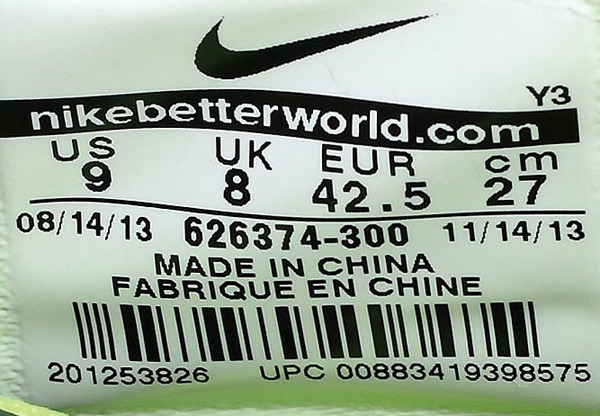 Y3
nikebetterworld.com
US UK EUR cm
9 8 42.5 27
08/14/13 626374-300 11/14/13
MADE IN CHINA
FABRIQUE EN CHINE
201253826 UPC 00883419398575